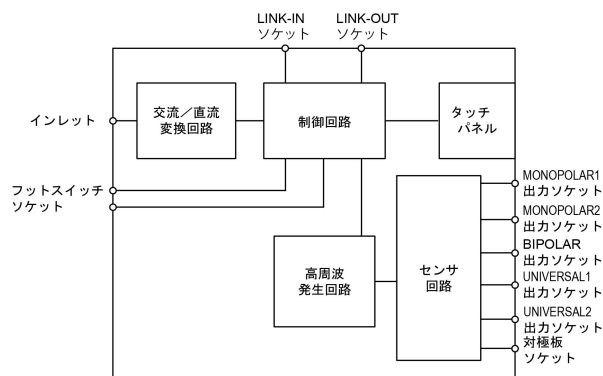 LINK-IN
ソケット
LINK-OUT
ソケット
インレット
交流／直流
変換回路
制御回路
タッチ
パネル
フットスイッチ
ソケット
高周波
発生回路
センサ
回路
MONOPOLAR1
出力ソケット
MONOPOLAR2
出力ソケット
BIPOLAR
出力ソケット
UNIVERSAL1
出力ソケット
UNIVERSAL2
出力ソケット
対極板
ソケット